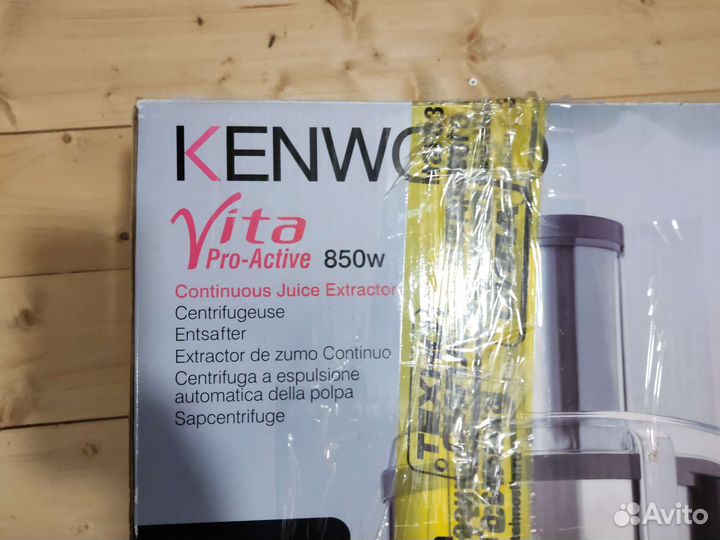 KENWOOD
Vita
Pro-Active 850w
Continuous Juice Extractor
Centrifugeuse
Entsafter
Extractor de zumo Continuo
Centrifuga a espulsione
automatica della polpa
Sapcentrifuge
Avito